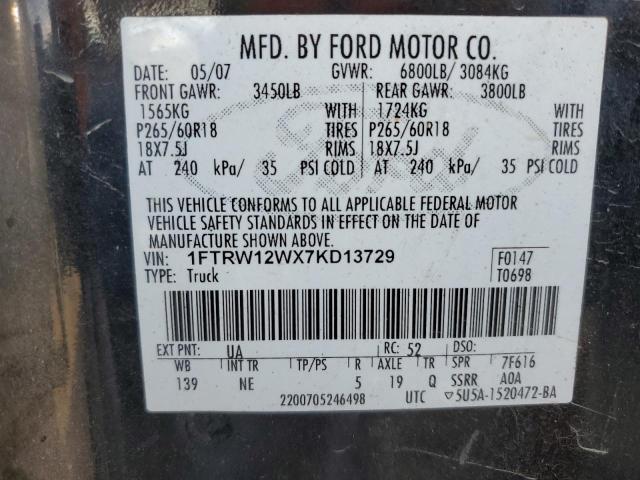 MFD. BY FORD MOTOR CO.
DATE: 05/07 GVWR: 6800LB/ 3084KG
FRONT GAWR: 3450LB REAR GAWR: 3800LB
1565KG WITH 1724KG WITH
P265/60R18 TIRES P265/60R18 TIRES
18X7.5J RIMS 18X7.5J RIMS
AT 240 kPa/ 35 PSI COLD AT 240 kPa/ 35 PSI COLD
Ford
THIS VEHICLE CONFORMS TO ALL APPLICABLE FEDERAL MOTOR
VEHICLE SAFETY STANDARDS IN EFFECT ON THE DATE OF
MANUFACTURE SHOWN ABOVE.
VIN: 1FTRW12WX7KD13729 F0147
TYPE: Truck T0698
EXT PNT: UA RC: 52 DSO:
WB INT TR TP/PS R AXLE TR SPR 7F616
139 NE 5 19 Q SSRR AOA
2200705246498 UTC ▽5U5A-1520472-BA